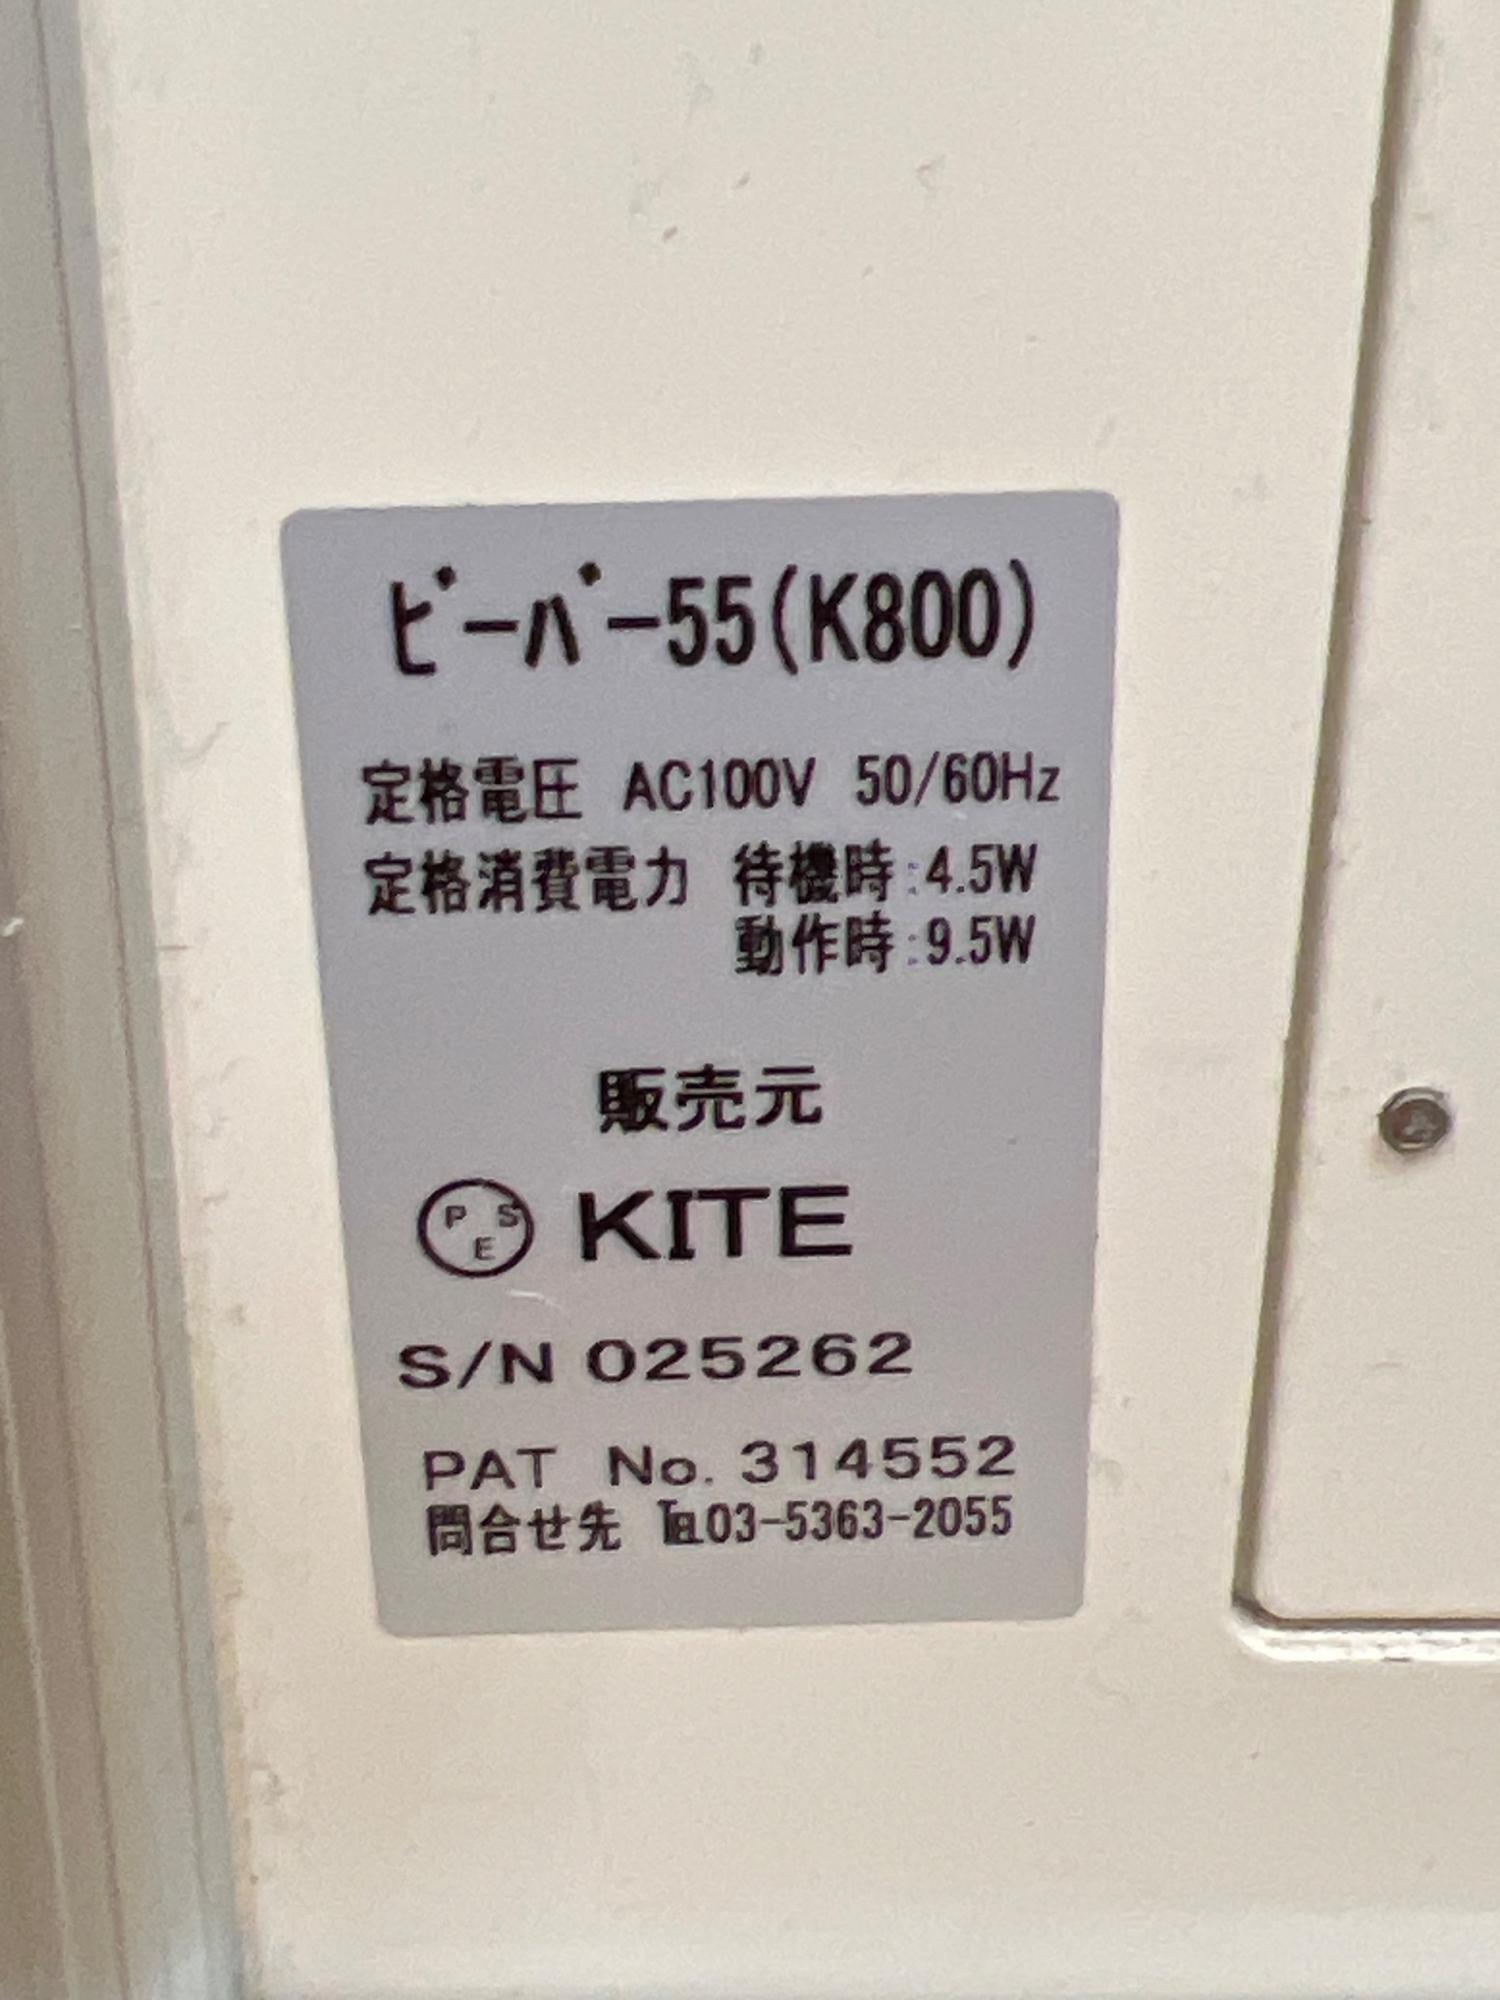 ビーバー55(K800)
定格電圧 AC100V 50/60Hz
定格消費電力 待機時:4.5W
動作時:9.5W
販売元
PSE KITE
S/N 025262
PAT No. 314552
問合せ先 ℡03-5363-2055